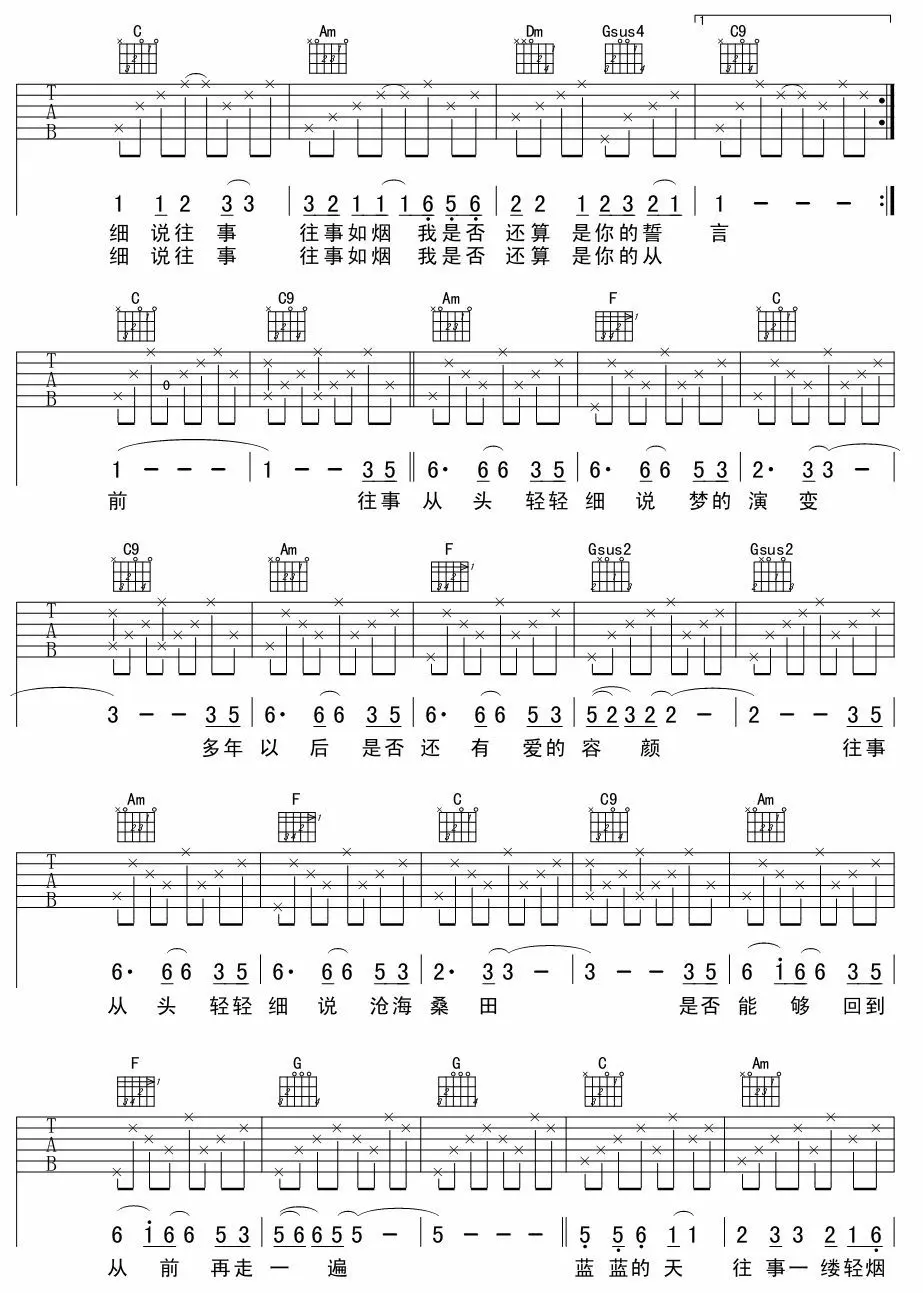 1
C Am Dm Gsus4 C9
T
A
B
1 1 2 3 3 3 2 1 1 1 6 5 6 2 2 1 2 3 2 1 1 - - -
细 说 往 事 往 事 如 烟 我 是 否 还 算 是 你 的 誓 言
细 说 往 事 往 事 如 烟 我 是 否 还 算 是 你 的 从
C C9 Am F C
T
A
B
0
1 - - - 1 - - 3 5 6· 6 6 3 5 6· 6 6 5 3 2· 3 3 -
前 往 事 从 头 轻 轻 细 说 梦 的 演 变
C9 Am F Gsus2 Gsus2
T
A
B
3 - - 3 5 6· 6 6 3 5 6· 6 6 5 3 5 2 3 2 2 - 2 - - 3 5
多 年 以 后 是 否 还 有 爱 的 容 颜 往 事
Am F C C9 Am
T
A
B
6· 6 6 3 5 6· 6 6 5 3 2· 3 3 - 3 - - 3 5 6 1 6 6 3 5
从 头 轻 轻 细 说 沧 海 桑 田 是 否 能 够 回 到
F G G C Am
T
A
B
6 1 6 6 5 3 5 6 6 5 5 - 5 - - - 5 5 6 1 1 2 3 3 2 1 6
从 前 再 走 一 遍 蓝 蓝 的 天 往 事 一 缕 轻 烟